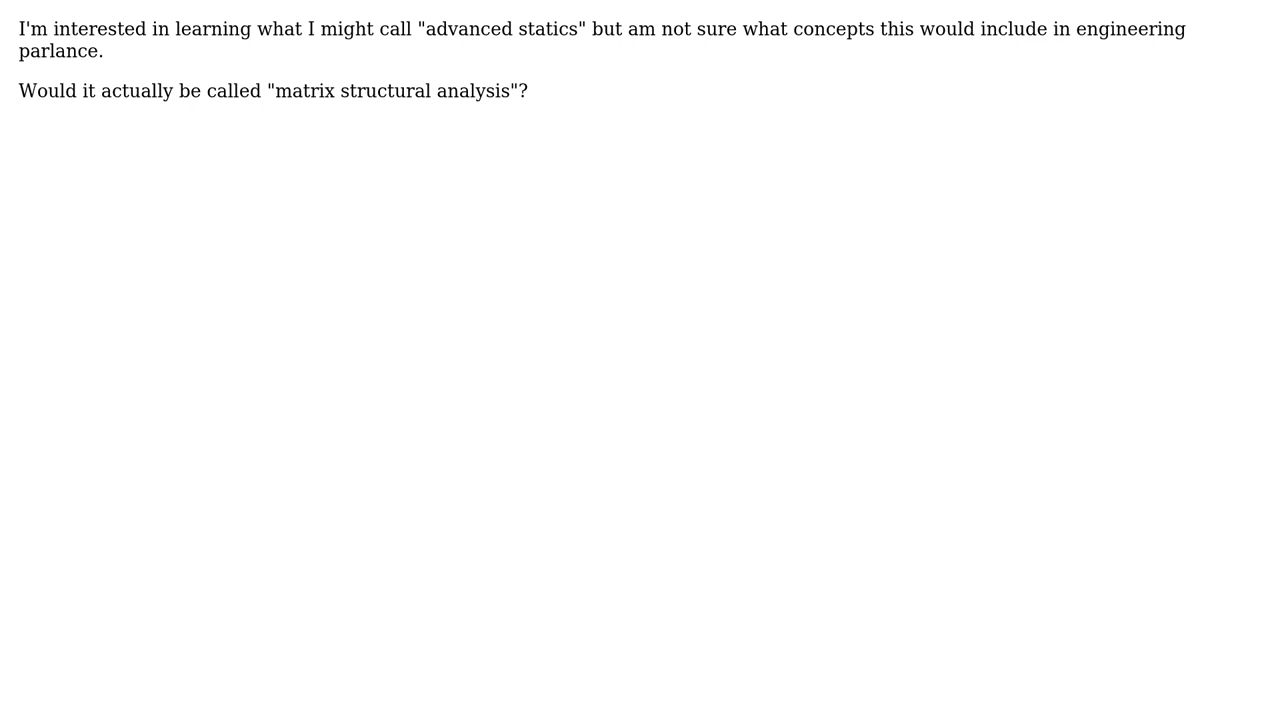 I'm interested in learning what I might call "advanced statics" but am not sure what concepts this would include in engineering
parlance.
Would it actually be called "matrix structural analysis"?